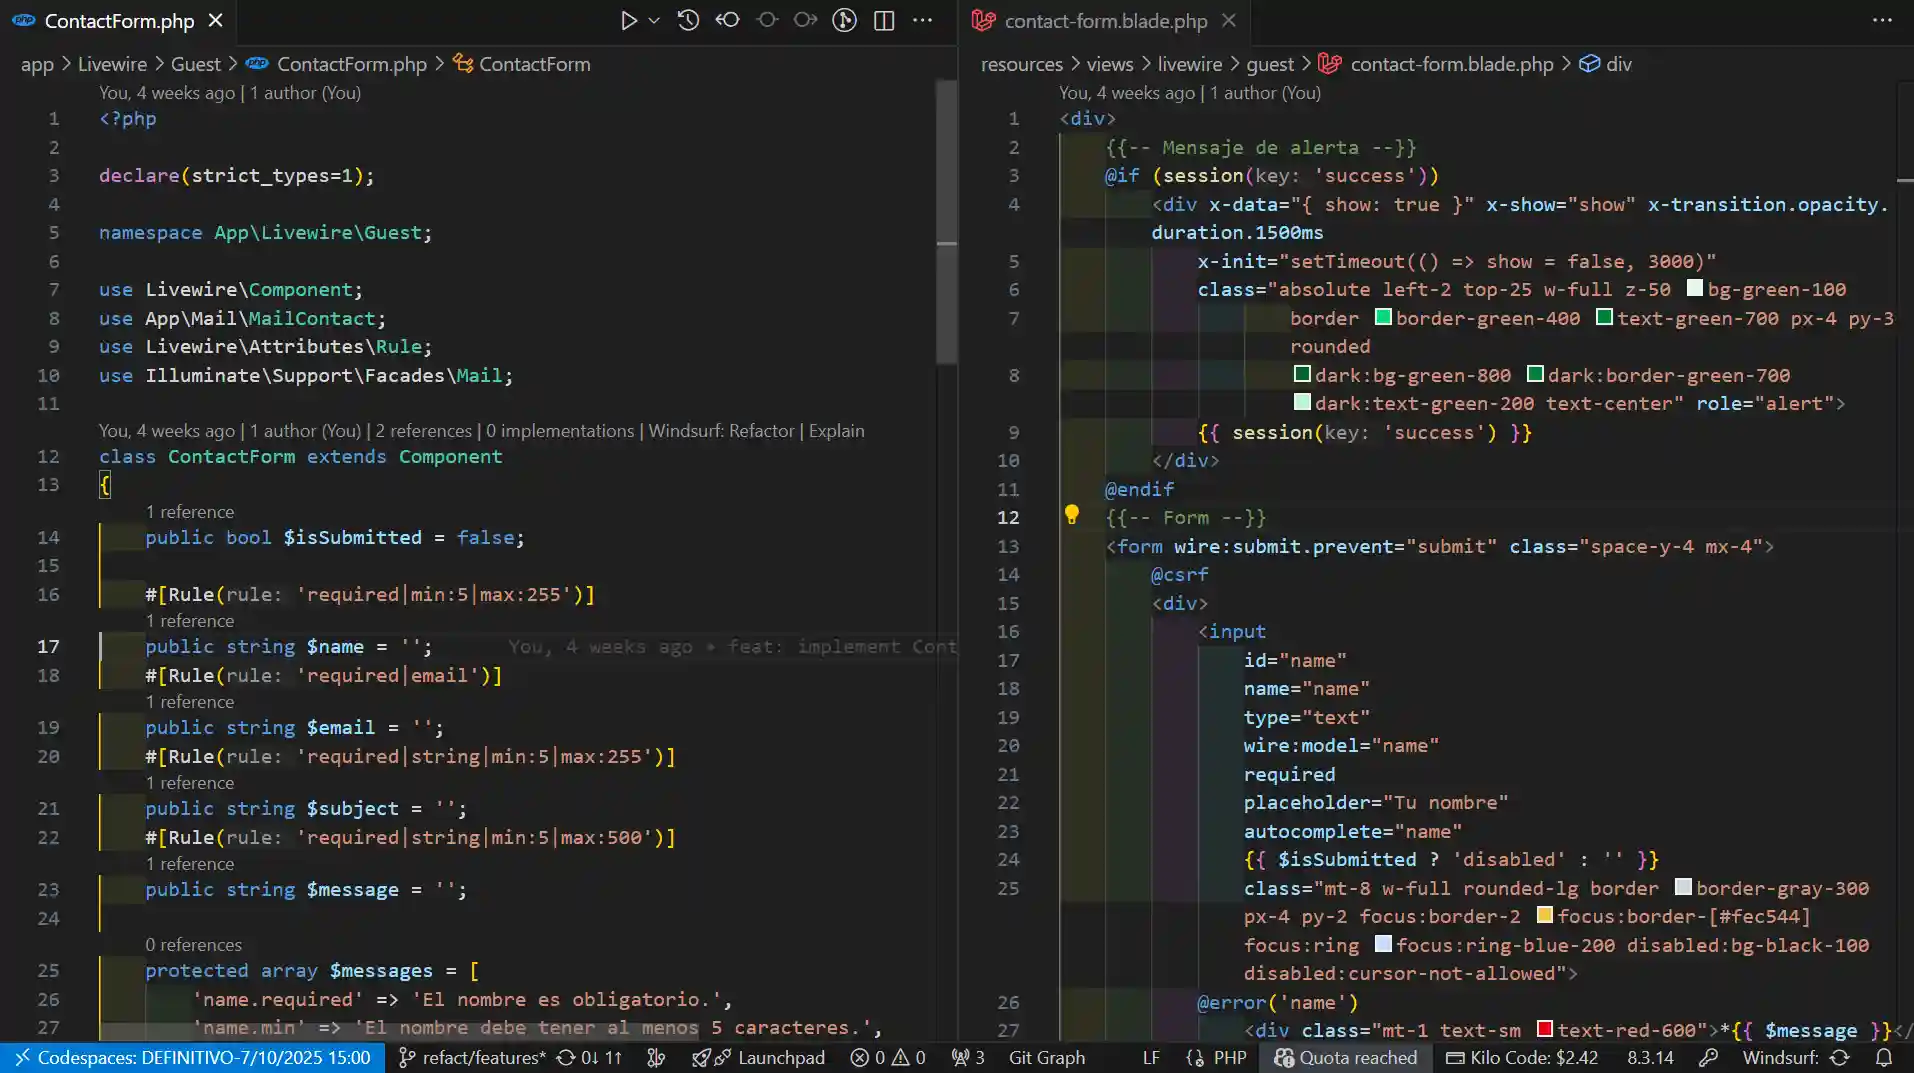 ContactForm.php
app > Livewire > Guest > ContactForm.php > ContactForm
You, 4 weeks ago | 1 author (You)
1 <?php
2
3 declare(strict_types=1);
4
5 namespace App\Livewire\Guest;
6
7 use Livewire\Component;
8 use App\Mail\MailContact;
9 use Livewire\Attributes\Rule;
10 use Illuminate\Support\Facades\Mail;
11
You, 4 weeks ago | 1 author (You) | 2 references | 0 implementations | Windsurf: Refactor | Explain
12 class ContactForm extends Component
13 {
1 reference
14 public bool $isSubmitted = false;
15
16 #[Rule(rule: 'required|min:5|max:255')]
1 reference
17 public string $name = ''; You, 4 weeks ago • feat: implement Cont
18 #[Rule(rule: 'required|email')]
1 reference
19 public string $email = '';
20 #[Rule(rule: 'required|string|min:5|max:255')]
1 reference
21 public string $subject = '';
22 #[Rule(rule: 'required|string|min:5|max:500')]
1 reference
23 public string $message = '';
24
0 references
25 protected array $messages = [
26 'name.required' => 'El nombre es obligatorio.',
27 'name.min' => 'El nombre debe tener al menos 5 caracteres.',
contact-form.blade.php
resources > views > livewire > guest > contact-form.blade.php > div
You, 4 weeks ago | 1 author (You)
1 <div>
2 {{-- Mensaje de alerta --}}
3 @if (session(key: 'success'))
4 <div x-data="{ show: true }" x-show="show" x-transition.opacity.
duration.1500ms
5 x-init="setTimeout(() => show = false, 3000)"
6 class="absolute left-2 top-25 w-full z-50 bg-green-100
7 border border-green-400 text-green-700 px-4 py-3
rounded
8 dark:bg-green-800 dark:border-green-700
dark:text-green-200 text-center" role="alert">
9 {{ session(key: 'success') }}
10 </div>
11 @endif
12 {{-- Form --}}
13 <form wire:submit.prevent="submit" class="space-y-4 mx-4">
14 @csrf
15 <div>
16 <input
17 id="name"
18 name="name"
19 type="text"
20 wire:model="name"
21 required
22 placeholder="Tu nombre"
23 autocomplete="name"
24 {{ $isSubmitted ? 'disabled' : '' }}
25 class="mt-8 w-full rounded-lg border border-gray-300
px-4 py-2 focus:border-2 focus:border-[#fec544]
focus:ring focus:ring-blue-200 disabled:bg-black-100
disabled:cursor-not-allowed">
26 @error('name')
27 <div class="mt-1 text-sm text-red-600">*{{ $message }}</
Codespaces: DEFINITIVO-7/10/2025 15:00 refact/features* 0↓ 1↑ Launchpad 0 0 3 Git Graph LF PHP Quota reached Kilo Code: $2.42 8.3.14 Windsurf: